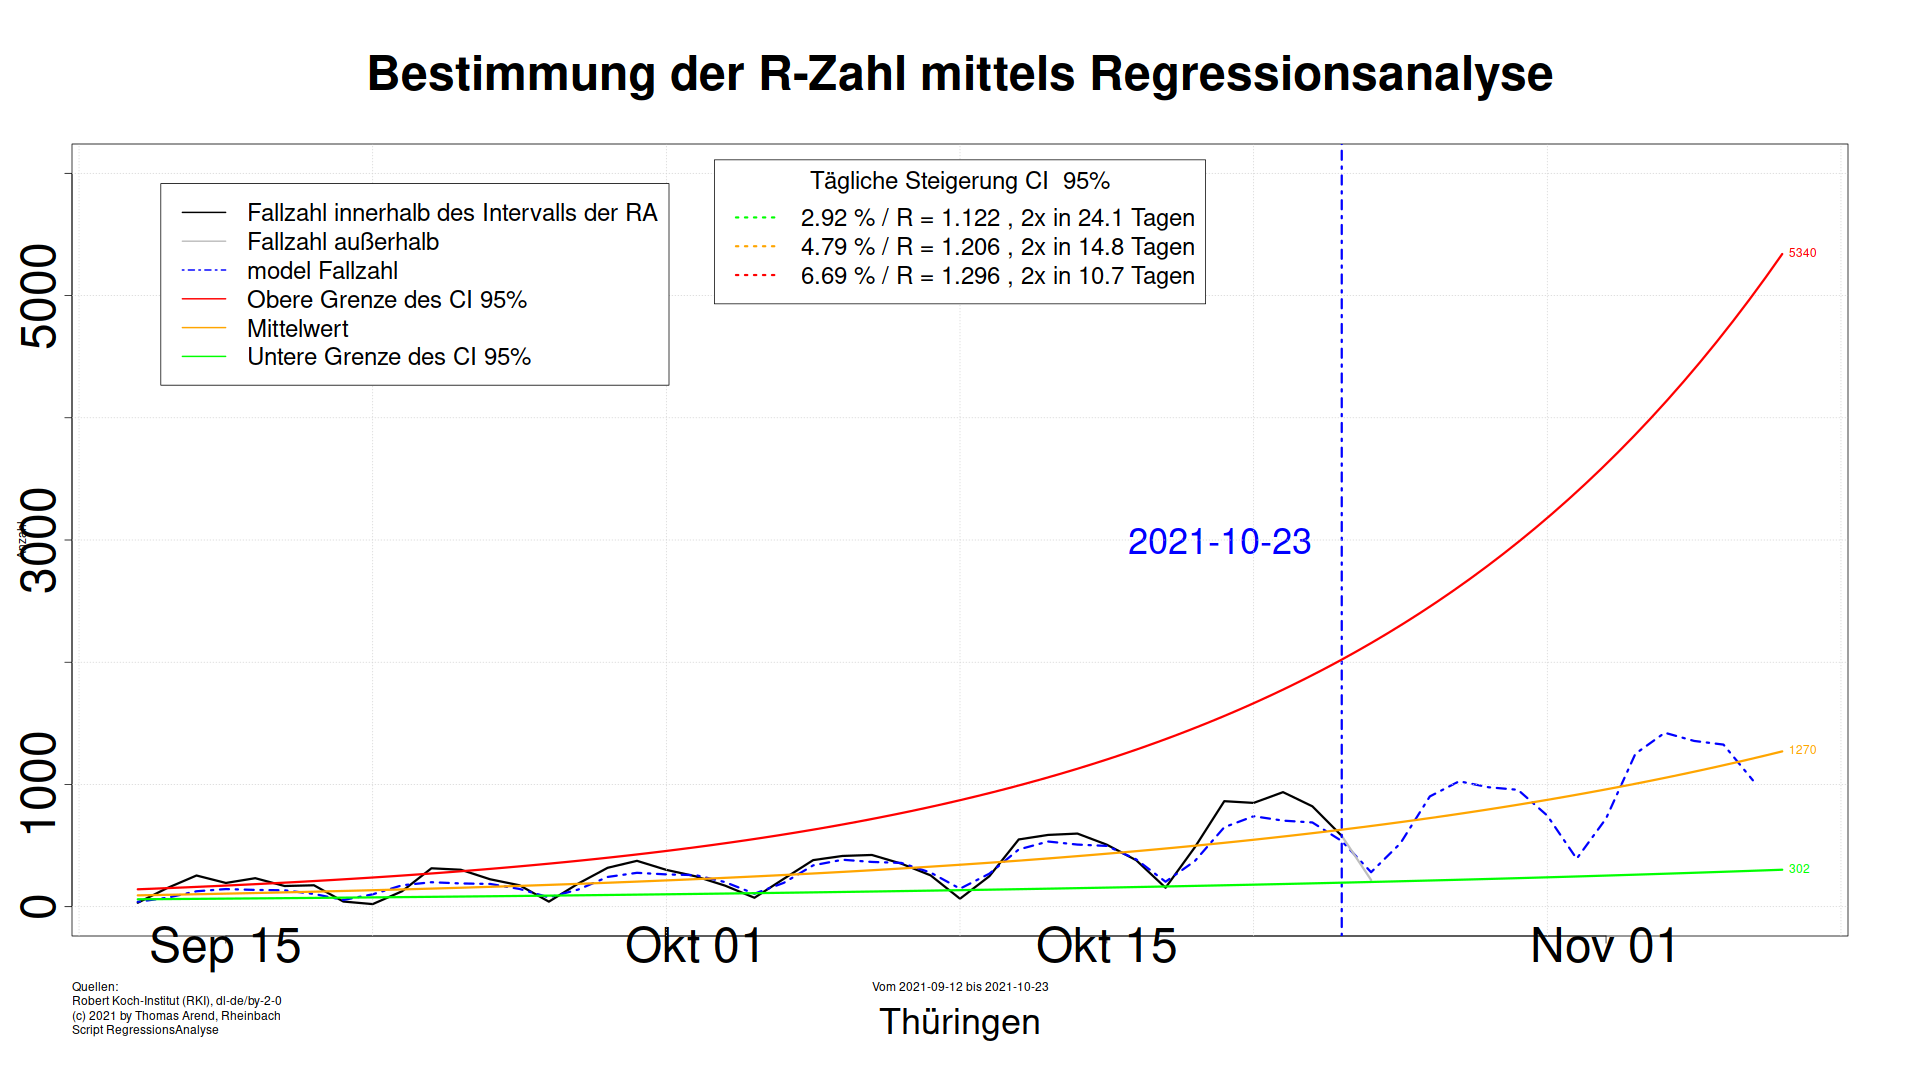 Bestimmung der R-Zahl mittels Regressionsanalyse
Fallzahl innerhalb des Intervalls der RA
Fallzahl außerhalb
model Fallzahl
Obere Grenze des CI 95%
Mittelwert
Untere Grenze des CI 95%
Tägliche Steigerung CI  95%
2.92 % / R = 1.122 , 2x in 24.1 Tagen
4.79 % / R = 1.206 , 2x in 14.8 Tagen
6.69 % / R = 1.296 , 2x in 10.7 Tagen
5000
3000
1000
0
Anzahl
2021-10-23
5340
1270
302
Sep 15
Okt 01
Okt 15
Nov 01
Quellen:
Robert Koch-Institut (RKI), dl-de/by-2-0
(c) 2021 by Thomas Arend, Rheinbach
Script RegressionsAnalyse
Vom 2021-09-12 bis 2021-10-23
Thüringen